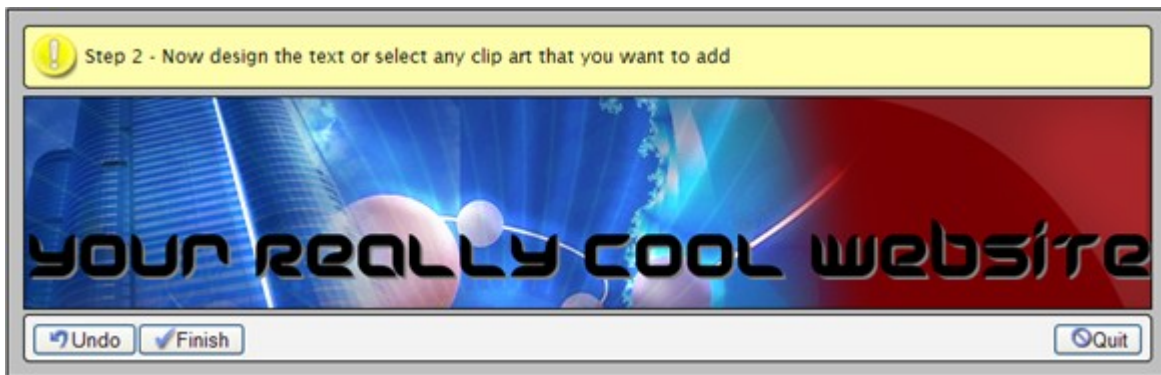 Step 2 - Now design the text or select any clip art that you want to add
Your Really Cool Website
Undo Finish Quit